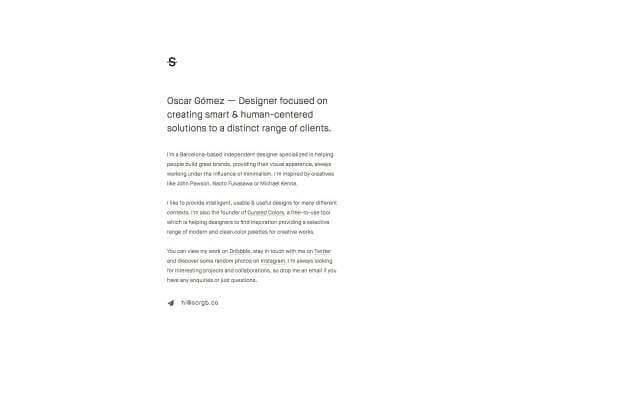 S
Oscar Gómez — Designer focused on
creating smart & human-centered
solutions to a distinct range of clients.
I'm a Barcelona-based independent designer specialized in helping
people build great brands, providing their visual apparence, always
working under the influence of minimalism. I'm inspired by creatives
like John Pawson, Naoto Fukasawa or Michael Kenna.
I like to provide intelligent, usable & useful designs for many different
contexts. I'm also the founder of Curated Colors, a free-to-use tool
which is helping designers to find inspiration providing a selective
range of modern and clean color palettes for creative works.
You can view my work on Dribbble, stay in touch with me on Twitter
and discover some random photos on Instagram. I'm always looking
for interesting projects and collaborations, so drop me an email if you
have any enquiries or just questions.
hi@scrgb.co